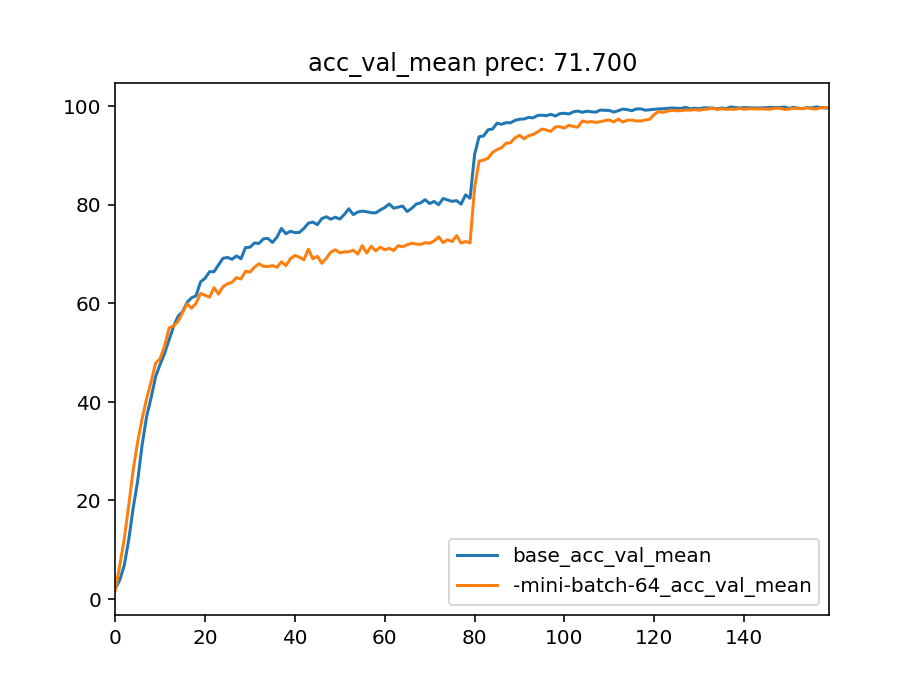 acc_val_mean prec: 71.700
100
80
60
40
20
0
base_acc_val_mean
-mini-batch-64_acc_val_mean
0 20 40 60 80 100 120 140